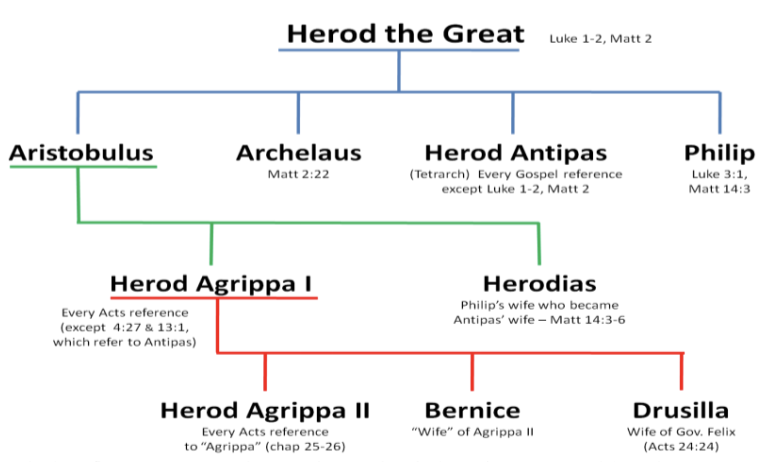 Herod the Great
Luke 1-2, Matt 2
Aristobulus
Archelaus
Matt 2:22
Herod Antipas
(Tetrarch) Every Gospel reference
except Luke 1-2, Matt 2
Philip
Luke 3:1,
Matt 14:3
Herod Agrippa I
Every Acts reference
(except 4:27 & 13:1,
which refer to Antipas)
Herodias
Philip's wife who became
Antipas' wife – Matt 14:3-6
Herod Agrippa II
Every Acts reference
to "Agrippa" (chap 25-26)
Bernice
"Wife" of Agrippa II
Drusilla
Wife of Gov. Felix
(Acts 24:24)